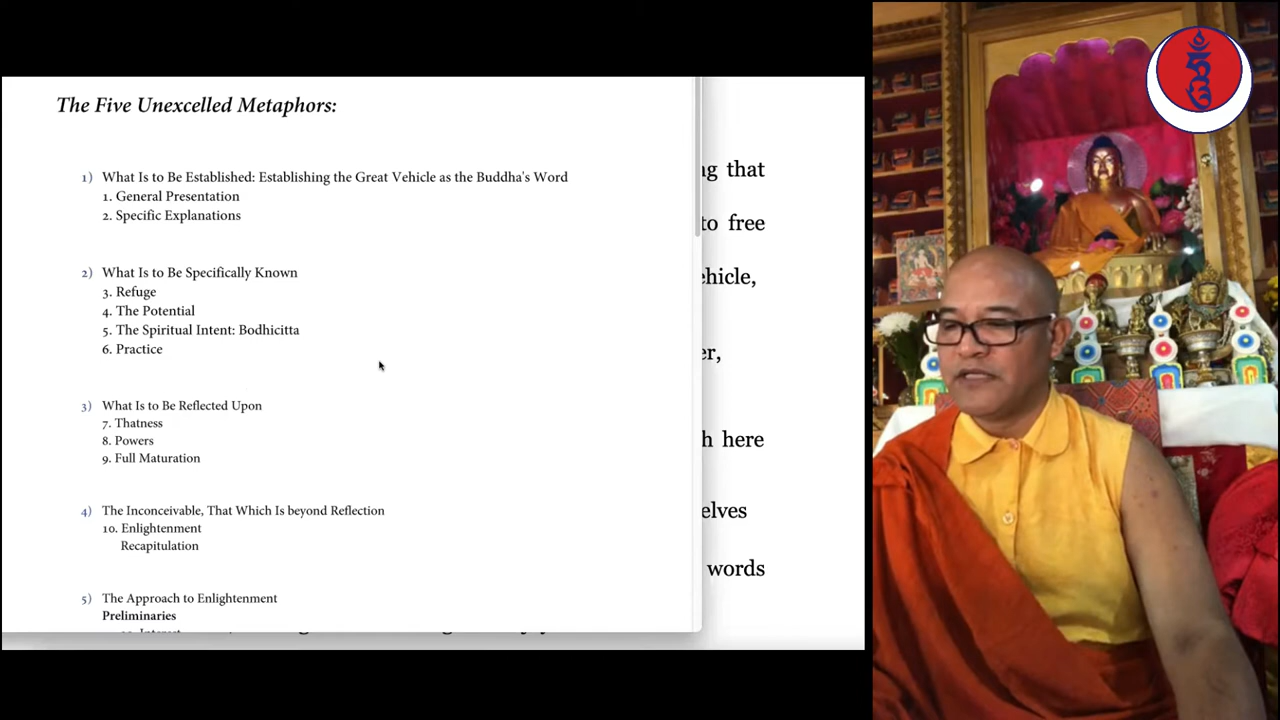 The Five Unexcelled Metaphors:
1) What Is to Be Established: Establishing the Great Vehicle as the Buddha's Word
1. General Presentation
2. Specific Explanations
2) What Is to Be Specifically Known
3. Refuge
4. The Potential
5. The Spiritual Intent: Bodhicitta
6. Practice
3) What Is to Be Reflected Upon
7. Thatness
8. Powers
9. Full Maturation
4) The Inconceivable, That Which Is beyond Reflection
10. Enlightenment
Recapitulation
5) The Approach to Enlightenment
Preliminaries
that
to free
words
here